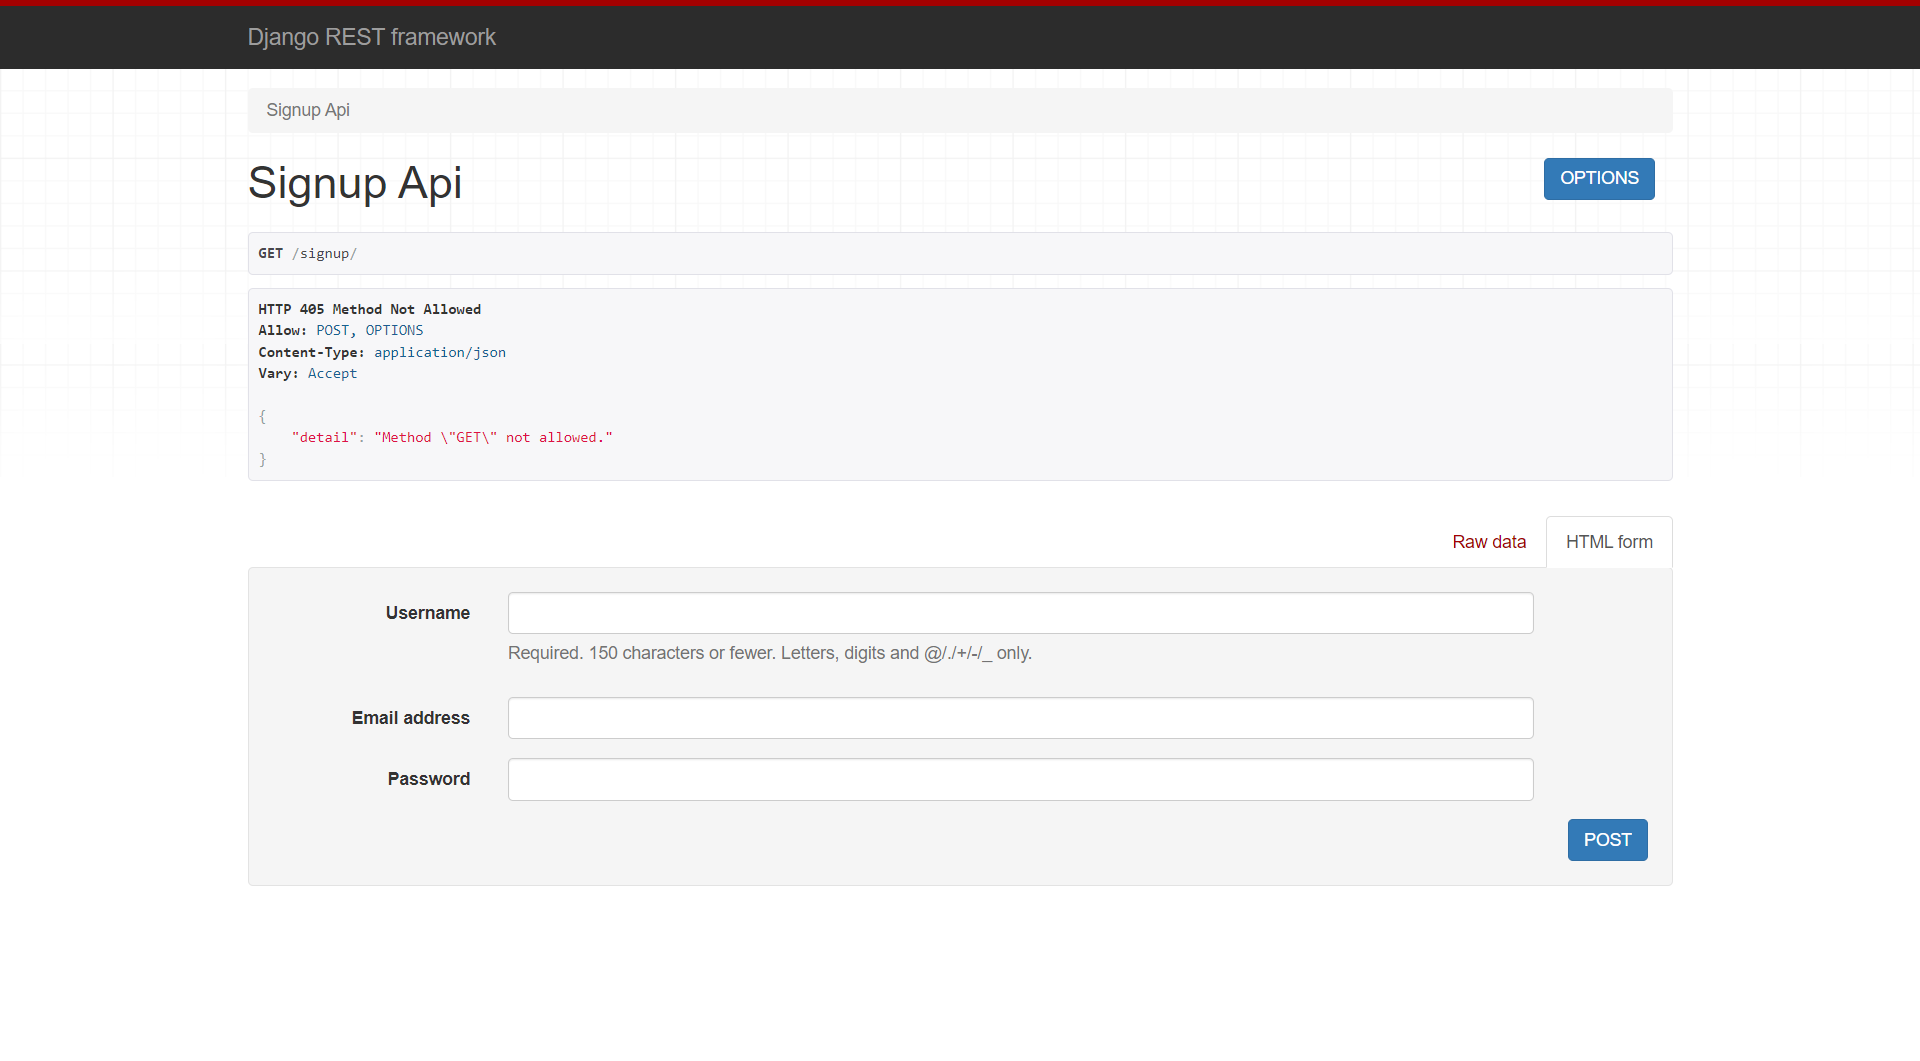 Django REST framework
Signup Api
Signup Api
OPTIONS
GET /signup/
HTTP 405 Method Not Allowed
Allow: POST, OPTIONS
Content-Type: application/json
Vary: Accept
{
    "detail": "Method \"GET\" not allowed."
}
Raw data
HTML form
Username
Required. 150 characters or fewer. Letters, digits and @/./+/-/_ only.
Email address
Password
POST